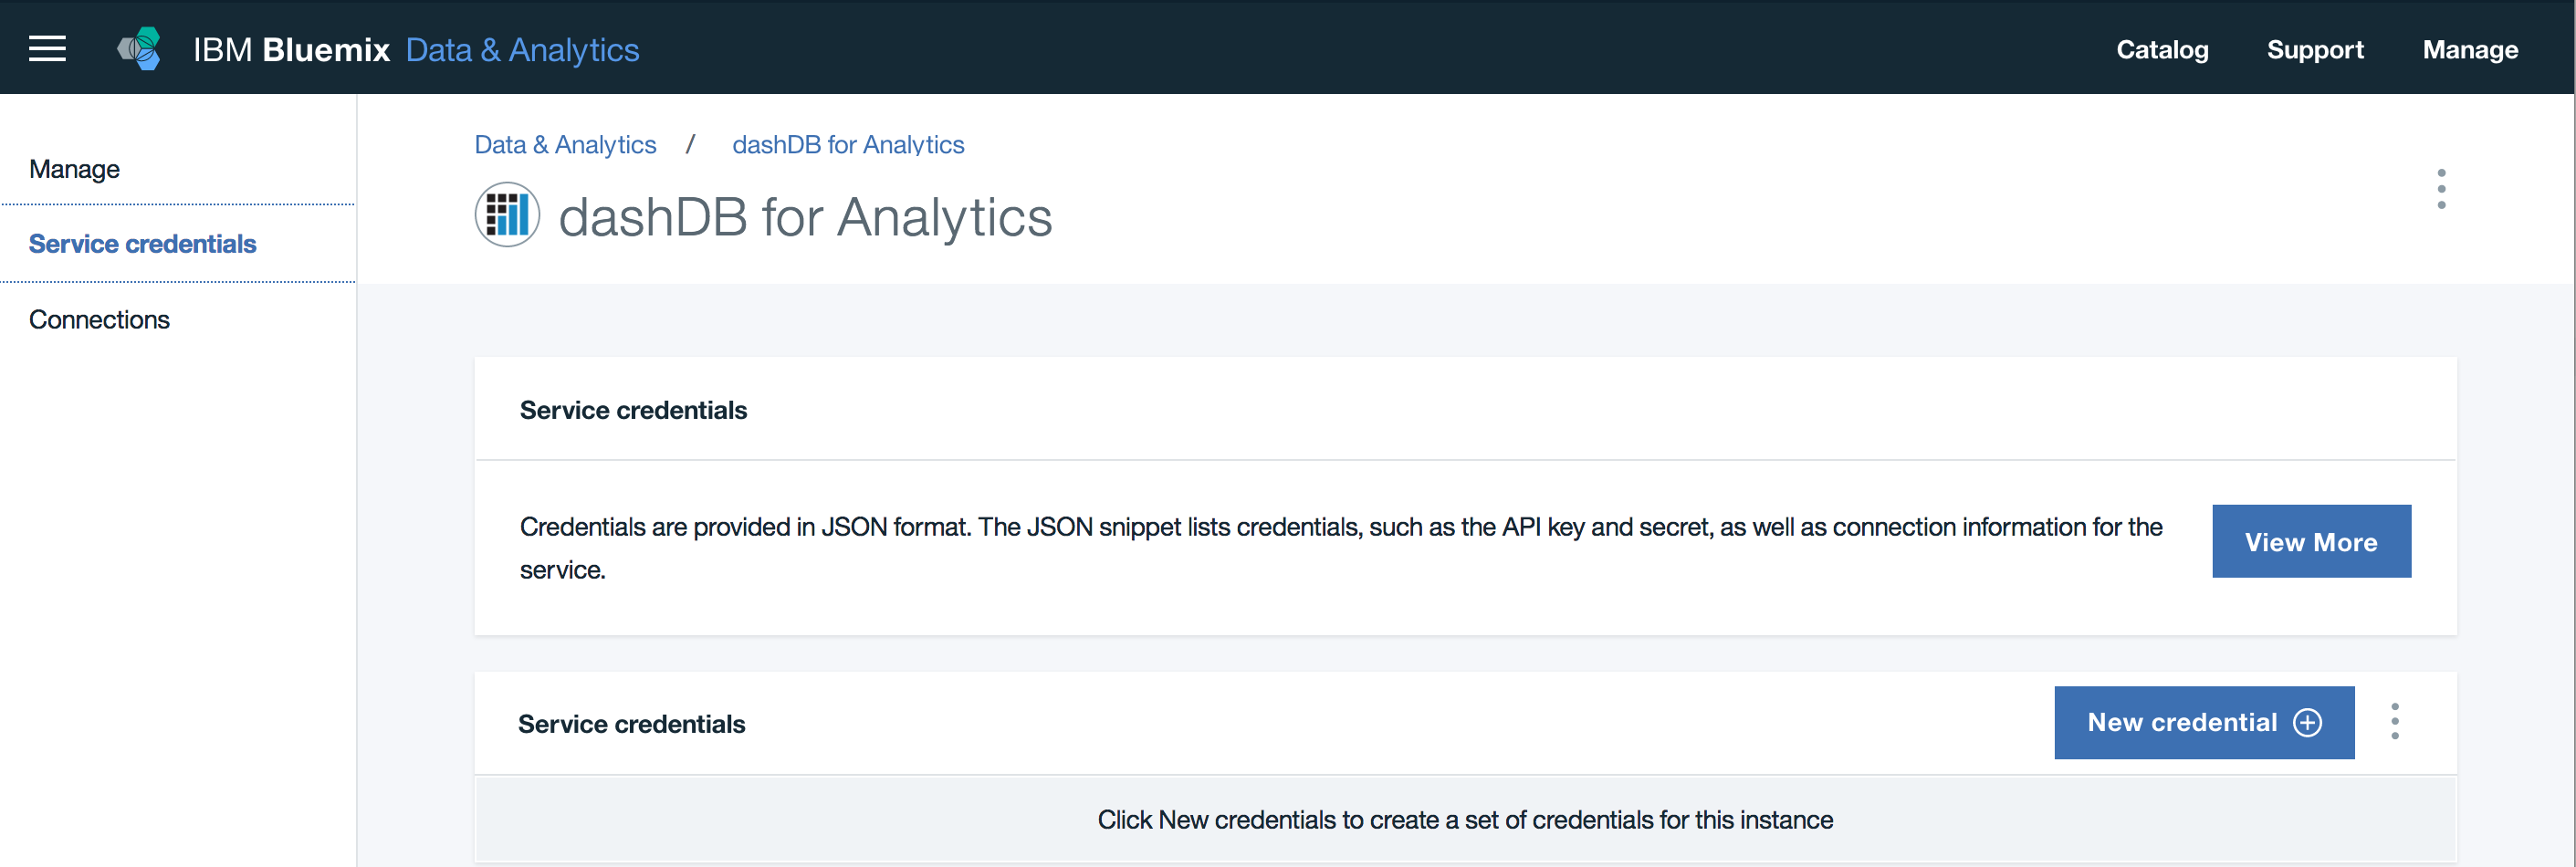 IBM Bluemix Data & Analytics
Catalog Support Manage
Manage
Service credentials
Connections
Data & Analytics / dashDB for Analytics
dashDB for Analytics
Service credentials
Credentials are provided in JSON format. The JSON snippet lists credentials, such as the API key and secret, as well as connection information for the
service.
View More
Service credentials
New credential
Click New credentials to create a set of credentials for this instance